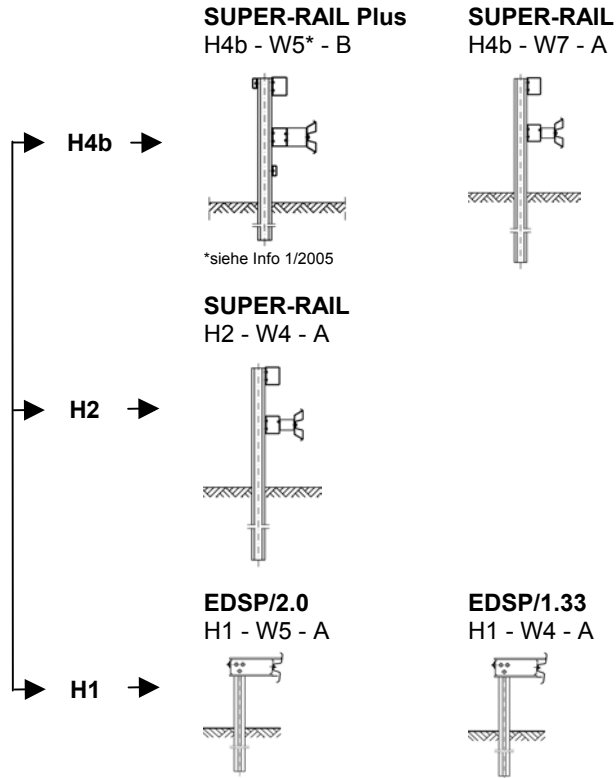 SUPER-RAIL Plus
H4b - W5* - B
SUPER-RAIL
H4b - W7 - A
H4b
*siehe Info 1/2005
SUPER-RAIL
H2 - W4 - A
H2
EDSP/2.0
H1 - W5 - A
EDSP/1.33
H1 - W4 - A
H1